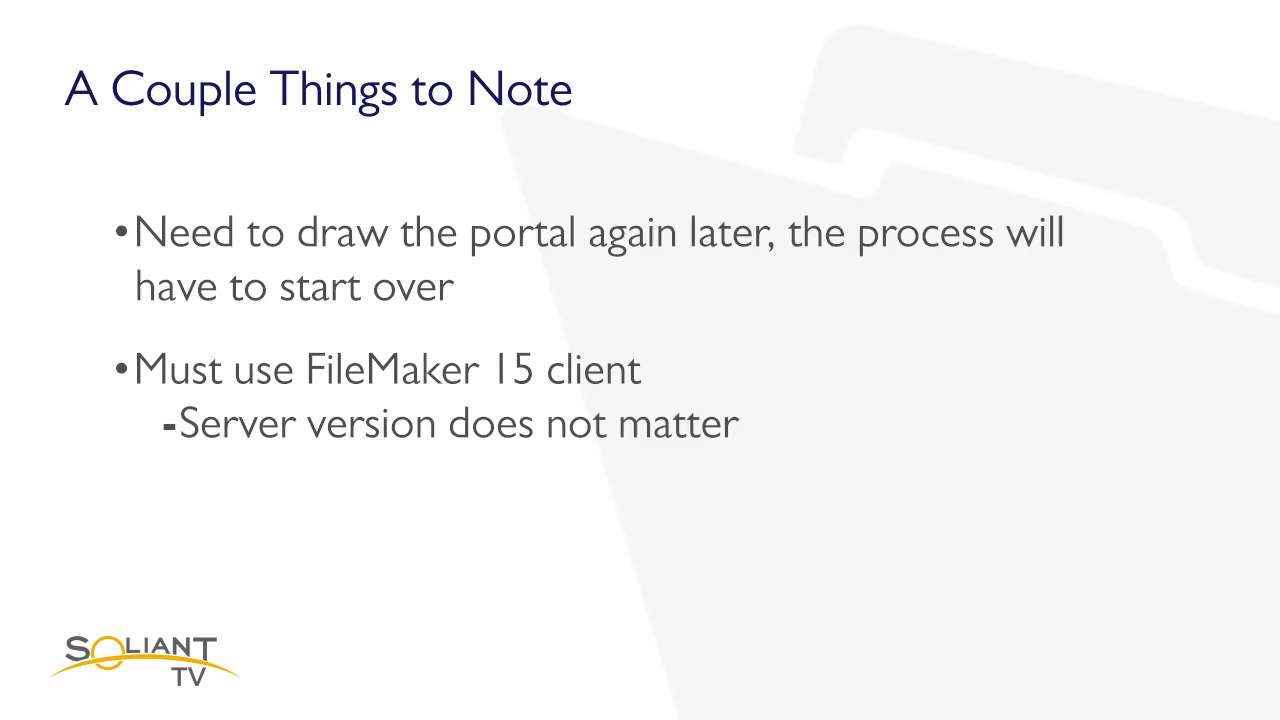 A Couple Things to Note
•Need to draw the portal again later, the process will
have to start over
•Must use FileMaker 15 client
-Server version does not matter
SOLIANT
TV